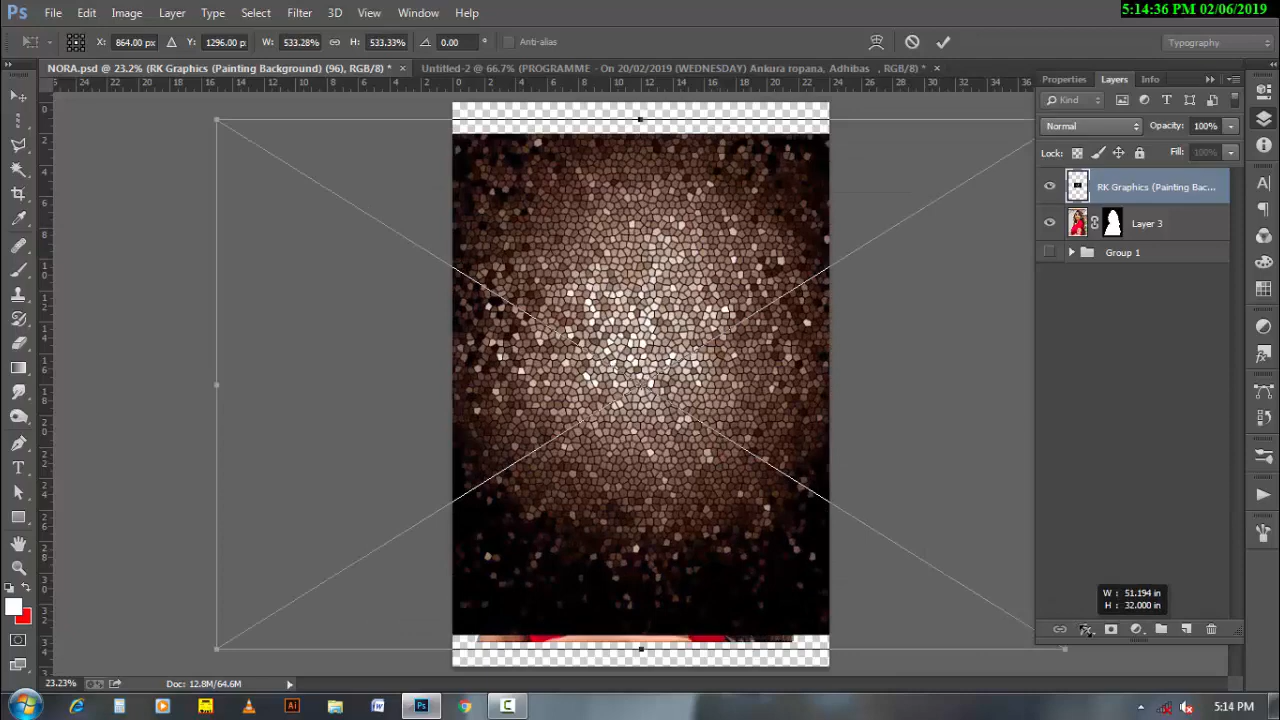 5:14:36 PM 02/06/2019
Ps File Edit Image Layer Type Select Filter 3D View Window Help
X: 864.00 px Y: 1296.00 p: W: 533.28% H: 533.33% 0.00 ° Anti-alias Typography
NORA.psd @ 23.2% (RK Graphics (Painting Background) (96), RGB/8) * × Untitled-2 @ 66.7% (PROGRAMME - On 20/02/2019 (WEDNESDAY) Ankura ropana, Adhibas , RGB/8) * ×
Properties Layers Info
Kind
Normal Opacity: 100%
Lock: Fill: 100%
RK Graphics (Painting Bac...
Layer 3
Group 1
W : 51.194 in
H : 32.000 in
23.23% Doc: 12.8M/64.6M
5:14 PM